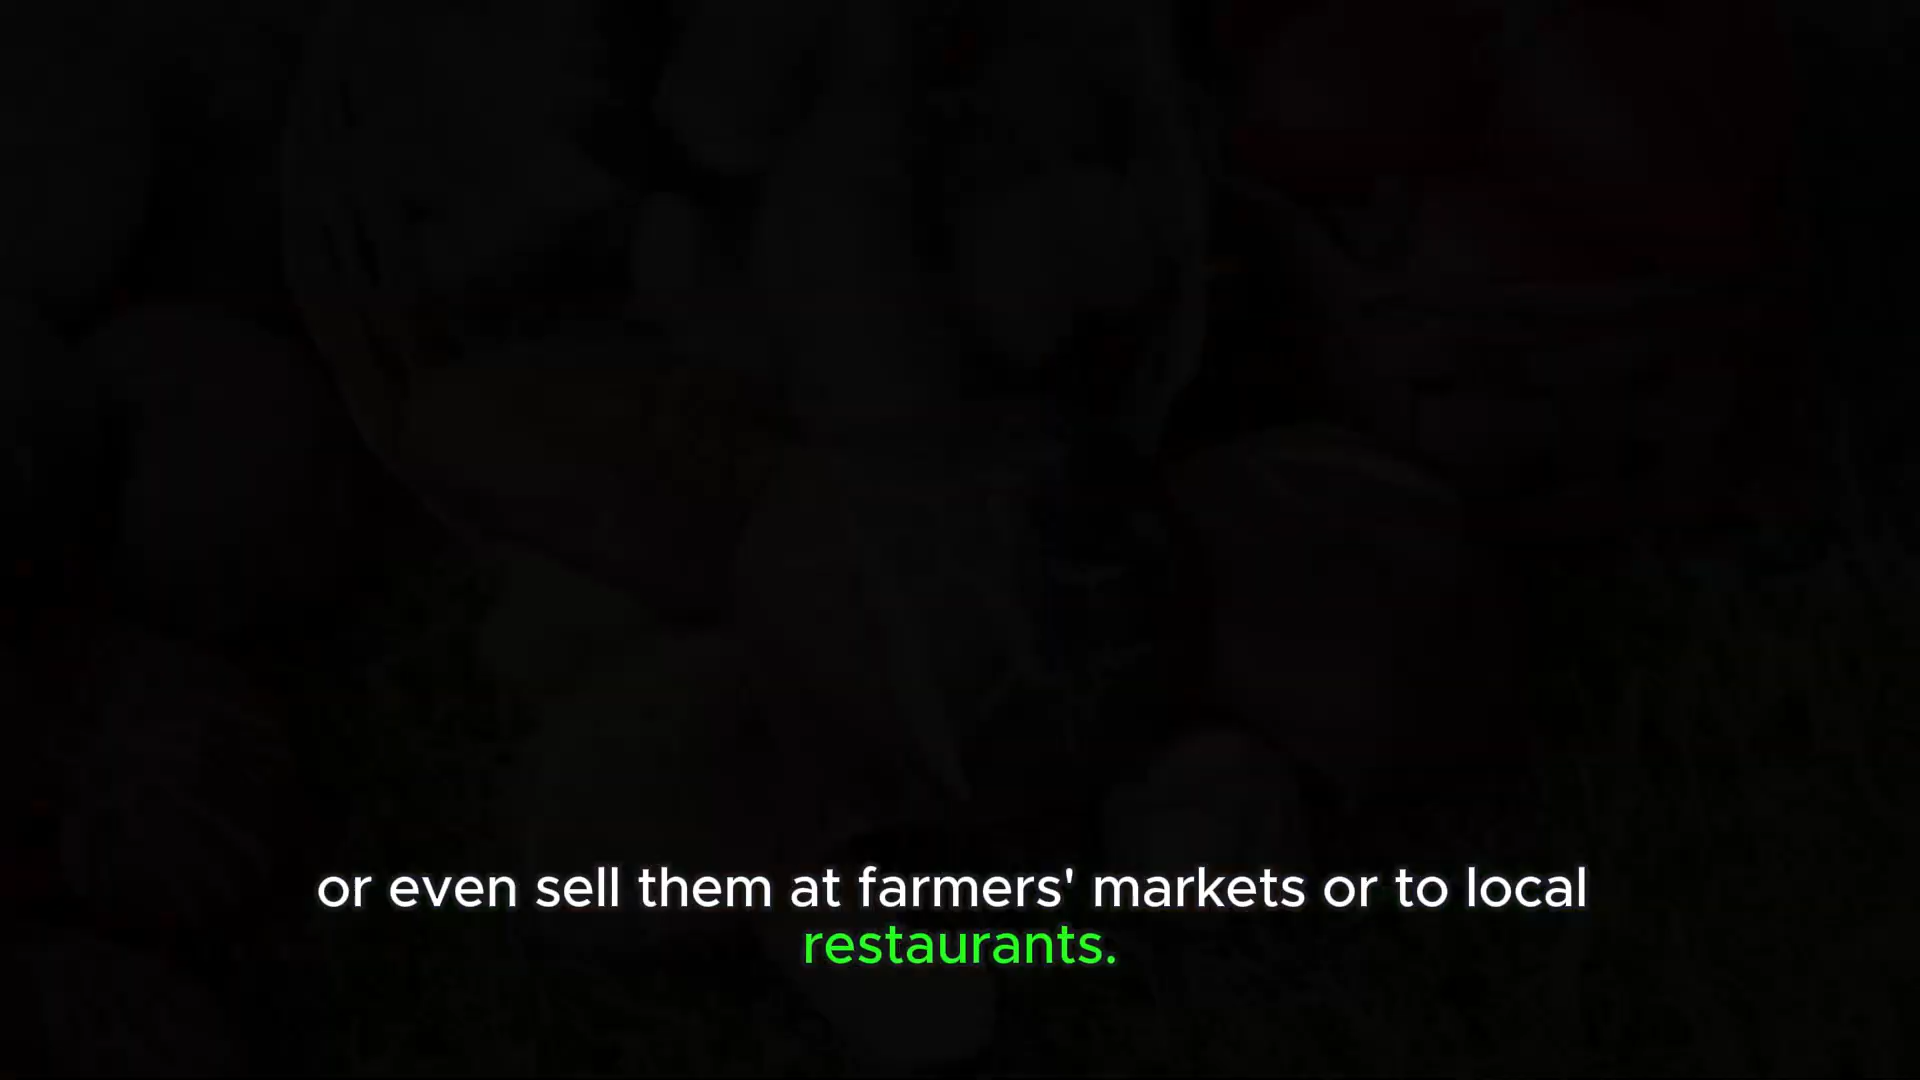 or even sell them at farmers' markets or to local
restaurants.